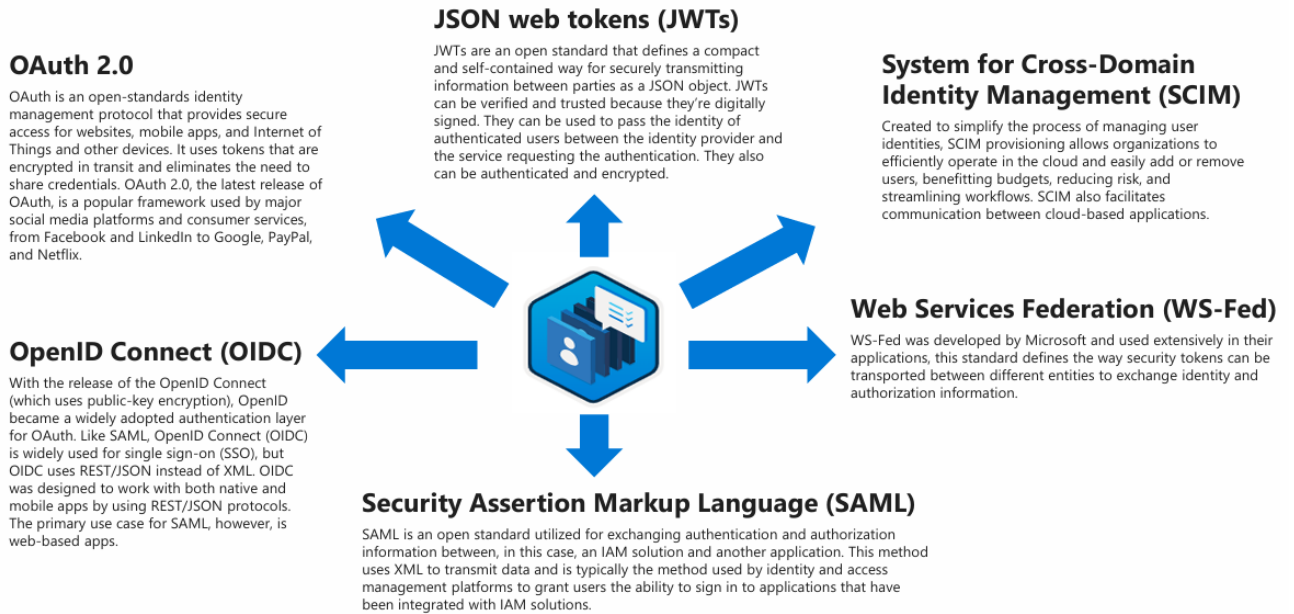 JSON web tokens (JWTs)
JWTs are an open standard that defines a compact
and self-contained way for securely transmitting
information between parties as a JSON object. JWTs
can be verified and trusted because they're digitally
signed. They can be used to pass the identity of
authenticated users between the identity provider and
the service requesting the authentication. They also
can be authenticated and encrypted.
OAuth 2.0
OAuth is an open-standards identity
management protocol that provides secure
access for websites, mobile apps, and Internet of
Things and other devices. It uses tokens that are
encrypted in transit and eliminates the need to
share credentials. OAuth 2.0, the latest release of
OAuth, is a popular framework used by major
social media platforms and consumer services,
from Facebook and LinkedIn to Google, PayPal,
and Netflix.
System for Cross-Domain
Identity Management (SCIM)
Created to simplify the process of managing user
identities, SCIM provisioning allows organizations to
efficiently operate in the cloud and easily add or remove
users, benefitting budgets, reducing risk, and
streamlining workflows. SCIM also facilitates
communication between cloud-based applications.
OpenID Connect (OIDC)
With the release of the OpenID Connect
(which uses public-key encryption), OpenID
became a widely adopted authentication layer
for OAuth. Like SAML, OpenID Connect (OIDC)
is widely used for single sign-on (SSO), but
OIDC uses REST/JSON instead of XML. OIDC
was designed to work with both native and
mobile apps by using REST/JSON protocols.
The primary use case for SAML, however, is
web-based apps.
Web Services Federation (WS-Fed)
WS-Fed was developed by Microsoft and used extensively in their
applications, this standard defines the way security tokens can be
transported between different entities to exchange identity and
authorization information.
Security Assertion Markup Language (SAML)
SAML is an open standard utilized for exchanging authentication and authorization
information between, in this case, an IAM solution and another application. This method
uses XML to transmit data and is typically the method used by identity and access
management platforms to grant users the ability to sign in to applications that have
been integrated with IAM solutions.